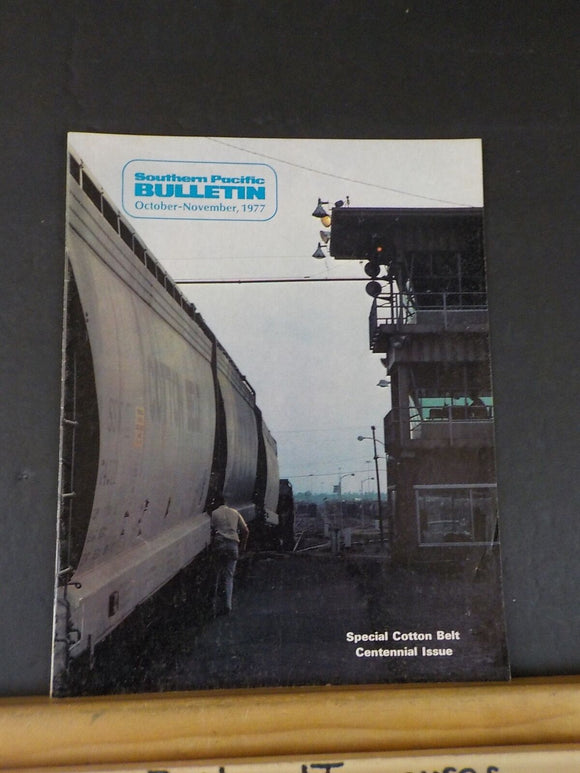 Southern Pacific
BULLETIN
October-November, 1977
Special Cotton Belt
Centennial Issue